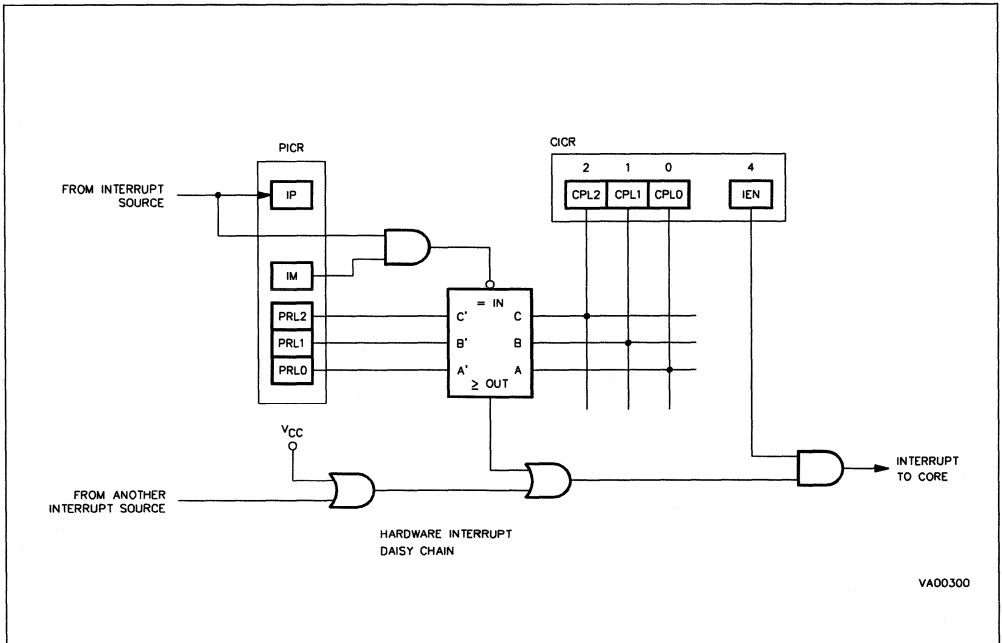 PICR
CICR
2 1 0 4
FROM INTERRUPT
SOURCE
IP
CPL2 CPL1 CPL0 IEN
IM
= IN
PRL2 C' C
PRL1 B' B
PRL0 A' A
≥ OUT
VCC
FROM ANOTHER
INTERRUPT SOURCE
INTERRUPT
TO CORE
HARDWARE INTERRUPT
DAISY CHAIN
VA00300